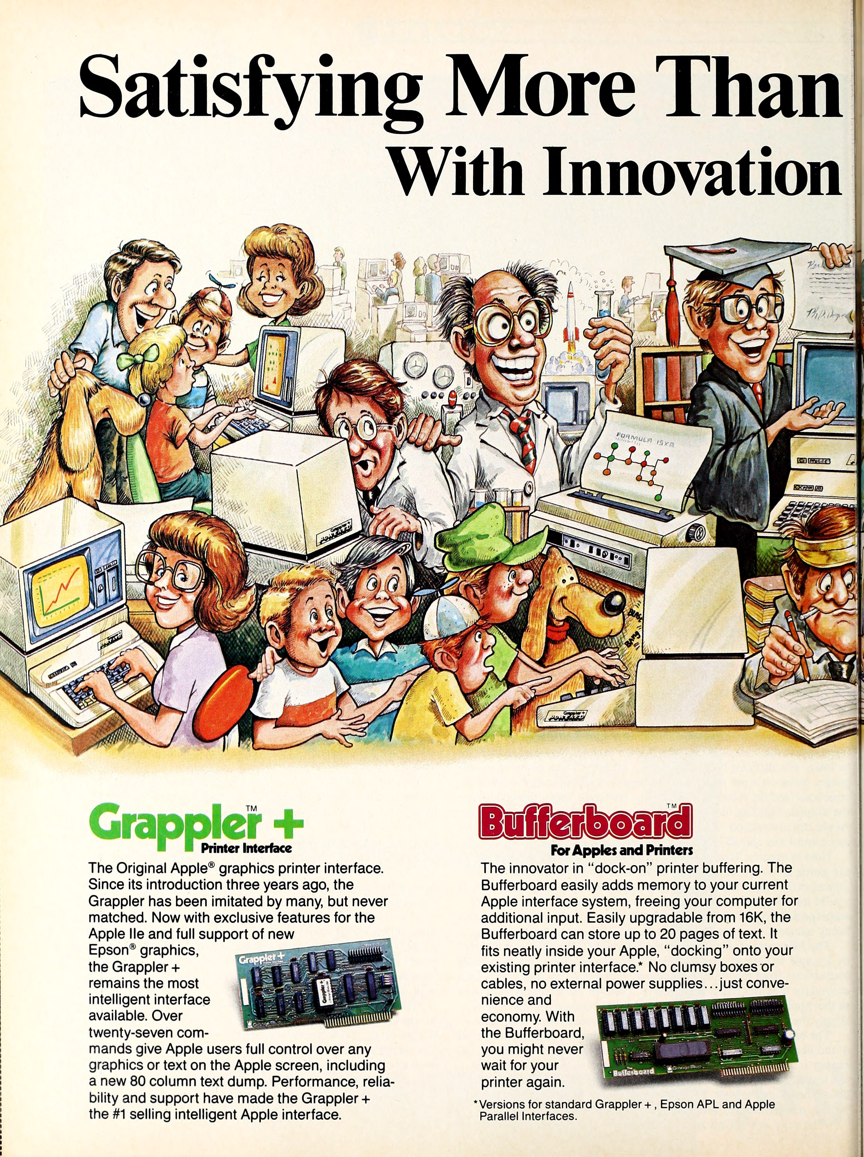 Satisfying More Than
With Innovation
FORMULA 15X8
Grappler™ +
Printer Interface
The Original Apple® graphics printer interface.
Since its introduction three years ago, the
Grappler has been imitated by many, but never
matched. Now with exclusive features for the
Apple IIe and full support of new
Epson® graphics,
the Grappler +
remains the most
intelligent interface
available. Over
twenty-seven com-
mands give Apple users full control over any
graphics or text on the Apple screen, including
a new 80 column text dump. Performance, relia-
bility and support have made the Grappler +
the #1 selling intelligent Apple interface.
Grappler +
Bufferboard™
For Apples and Printers
The innovator in “dock-on” printer buffering. The
Bufferboard easily adds memory to your current
Apple interface system, freeing your computer for
additional input. Easily upgradable from 16K, the
Bufferboard can store up to 20 pages of text. It
fits neatly inside your Apple, “docking” onto your
existing printer interface.* No clumsy boxes or
cables, no external power supplies...just conve-
nience and
economy. With
the Bufferboard,
you might never
wait for your
printer again.
Bufferboard
*Versions for standard Grappler + , Epson APL and Apple
Parallel Interfaces.